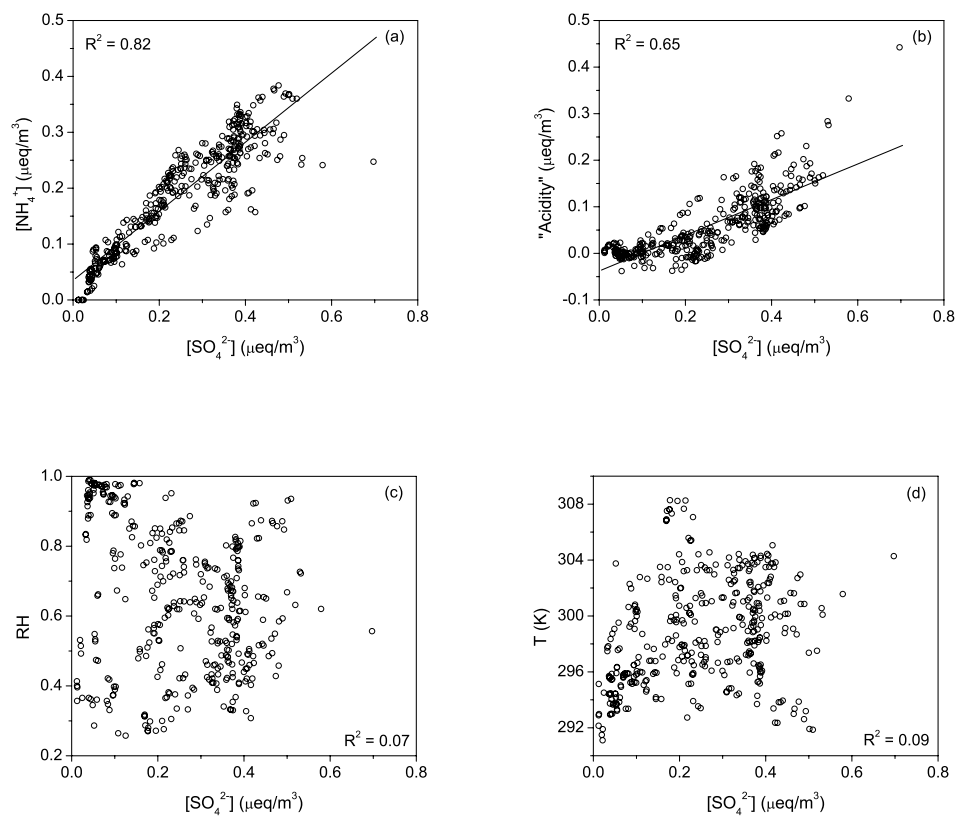 (a)
R² = 0.82
0.5
0.4
0.3
0.2
0.1
0.0
[NH₄⁺] (μeq/m³)
0.0 0.2 0.4 0.6 0.8
[SO₄²⁻] (μeq/m³)
(b)
R² = 0.65
0.5
0.4
0.3
0.2
0.1
0.0
-0.1
"Acidity" (μeq/m³)
0.0 0.2 0.4 0.6 0.8
[SO₄²⁻] (μeq/m³)
(c)
1.0
0.8
0.6
0.4
0.2
RH
R² = 0.07
0.0 0.2 0.4 0.6 0.8
[SO₄²⁻] (μeq/m³)
(d)
308
304
300
296
292
T (K)
R² = 0.09
0.0 0.2 0.4 0.6 0.8
[SO₄²⁻] (μeq/m³)